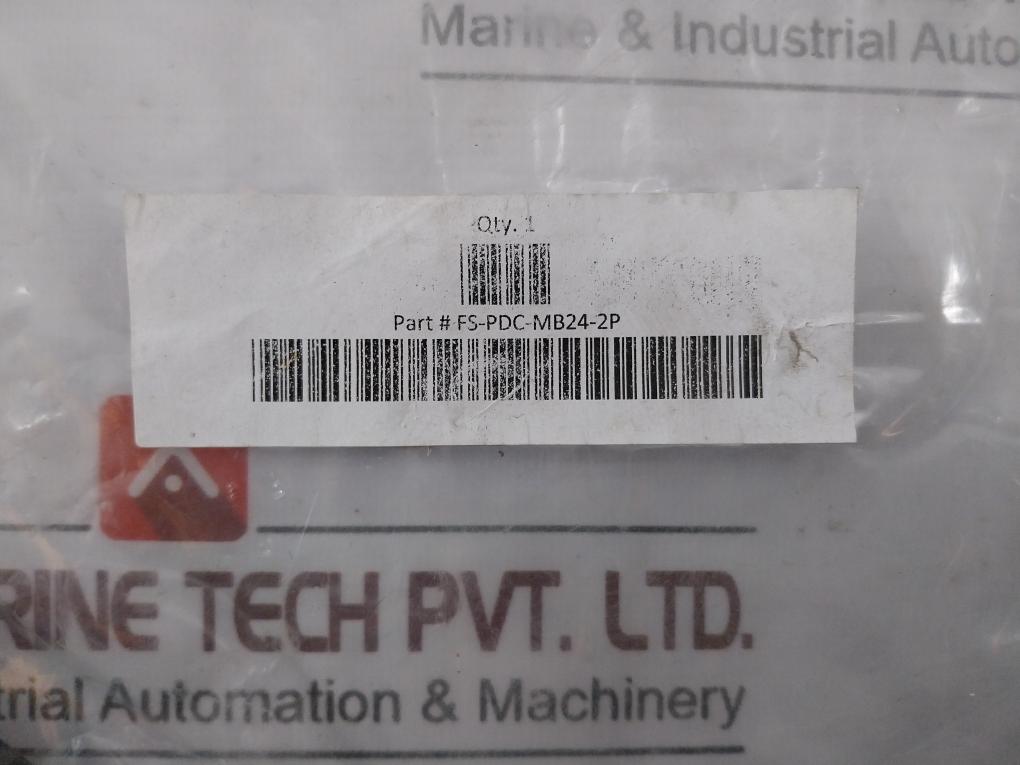 Marine & Industrial Auto
Qty. 1
Part # FS-PDC-MB24-2P
RINE TECH PVT. LTD.
trial Automation & Machinery